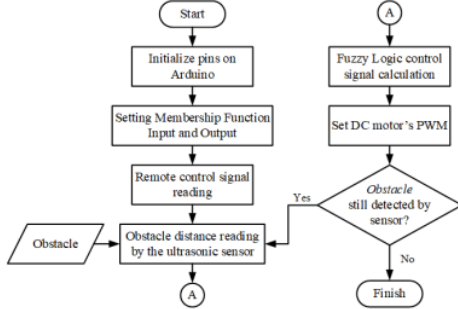 Start
Initialize pins on
Arduino
Setting Membership Function
Input and Output
Remote control signal
reading
Obstacle
Obstacle distance reading
by the ultrasonic sensor
A
A
Fuzzy Logic control
signal calculation
Set DC motor's PWM
Obstacle
still detected by
sensor?
Yes
No
Finish